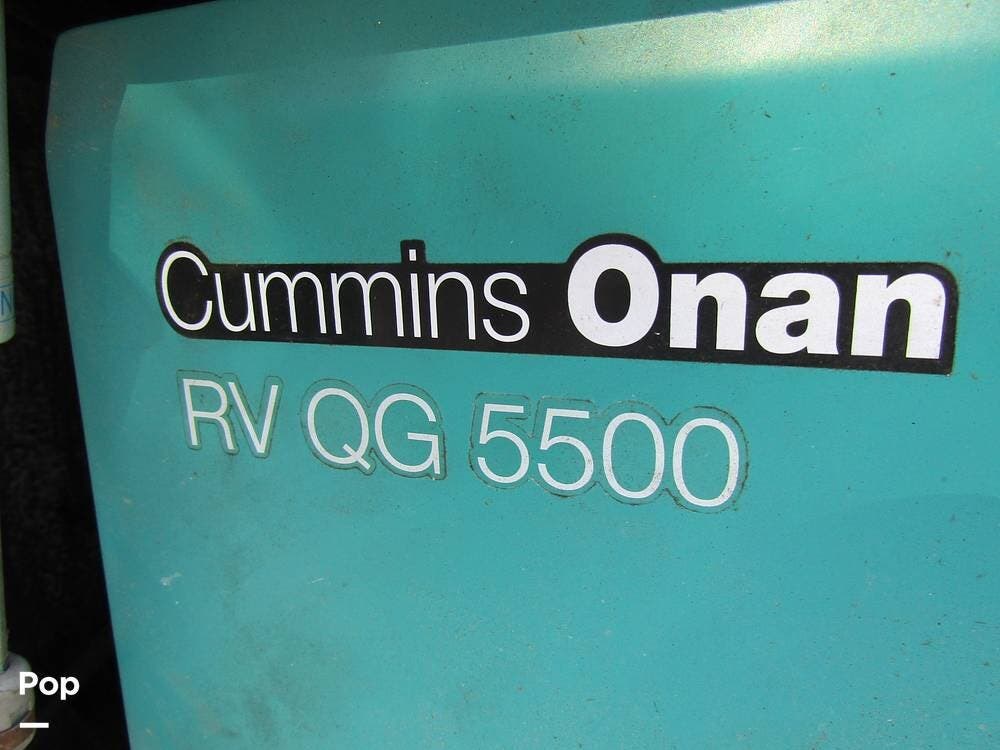 Cummins Onan
RV QG 5500
N
Pop